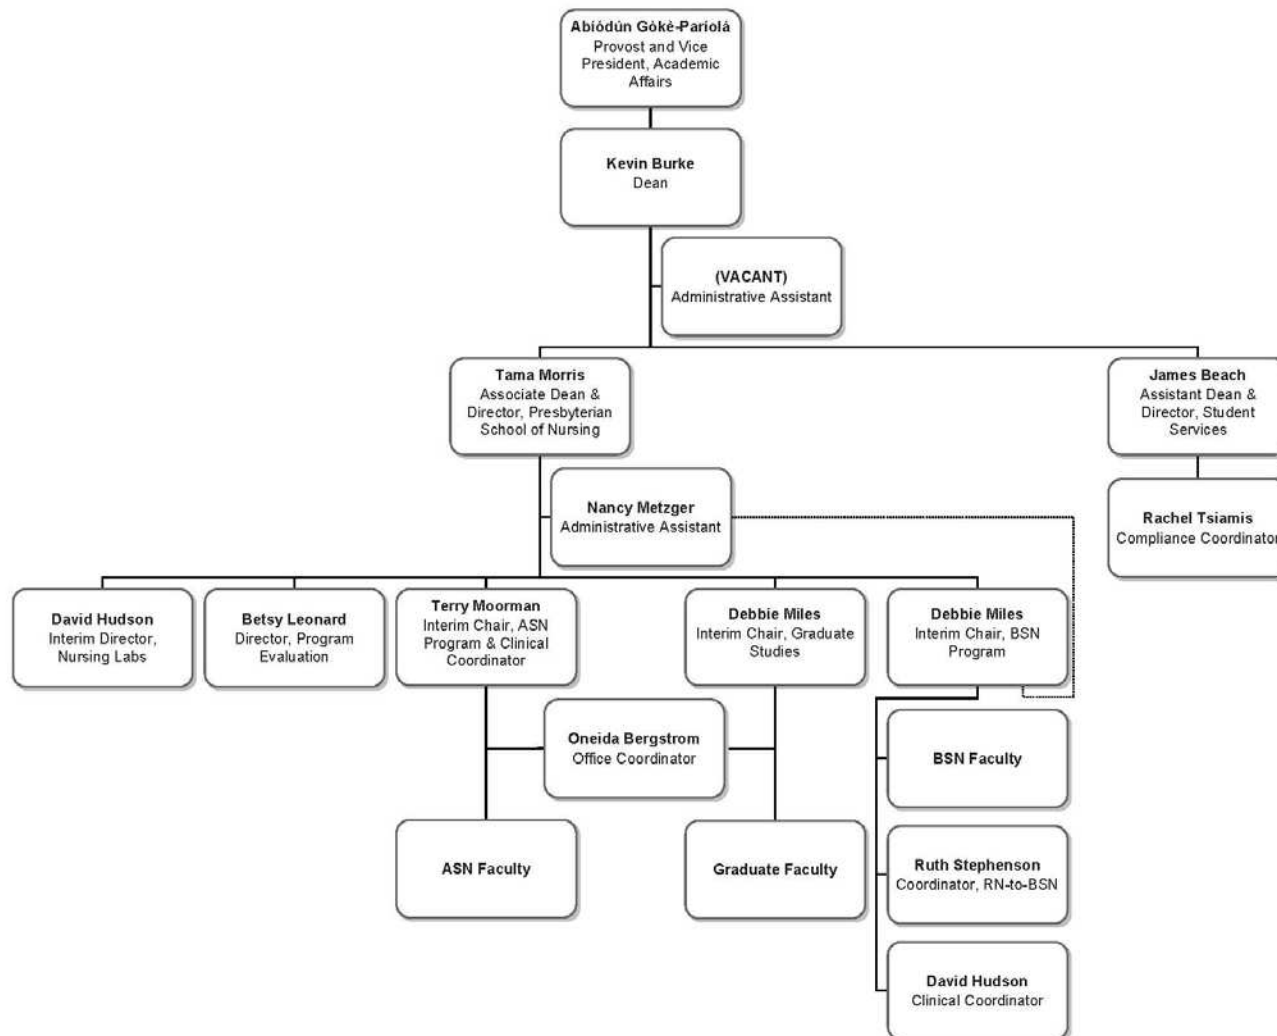 Abíódún Gòkè-Paríolá
Provost and Vice
President, Academic
Affairs
Kevin Burke
Dean
(VACANT)
Administrative Assistant
Tama Morris
Associate Dean &
Director, Presbyterian
School of Nursing
James Beach
Assistant Dean &
Director, Student
Services
Nancy Metzger
Administrative Assistant
Rachel Tsiamis
Compliance Coordinator
David Hudson
Interim Director,
Nursing Labs
Betsy Leonard
Director, Program
Evaluation
Terry Moorman
Interim Chair, ASN
Program & Clinical
Coordinator
Debbie Miles
Interim Chair, Graduate
Studies
Debbie Miles
Interim Chair, BSN
Program
Oneida Bergstrom
Office Coordinator
BSN Faculty
ASN Faculty
Graduate Faculty
Ruth Stephenson
Coordinator, RN-to-BSN
David Hudson
Clinical Coordinator